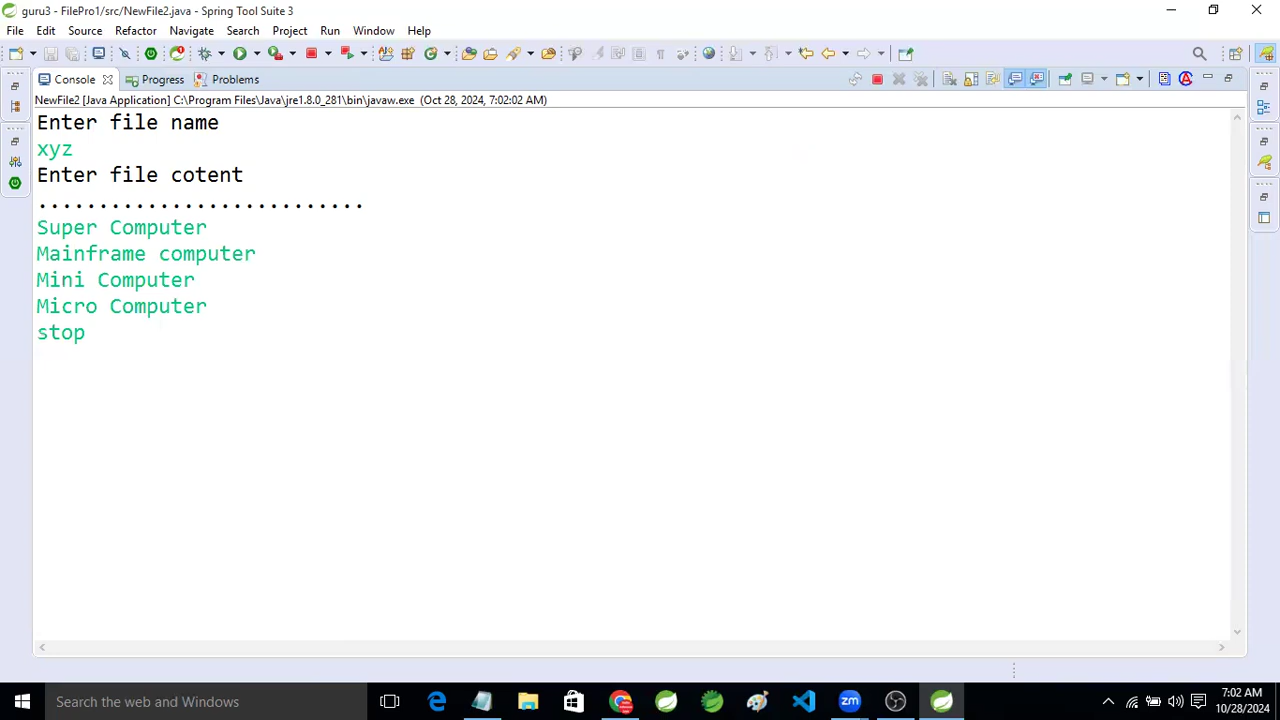 guru3 - FilePro1/src/NewFile2.java - Spring Tool Suite 3
File Edit Source Refactor Navigate Search Project Run Window Help
Console Progress Problems
NewFile2 [Java Application] C:\Program Files\Java\jre1.8.0_281\bin\javaw.exe (Oct 28, 2024, 7:02:02 AM)
Enter file name
xyz
Enter file cotent
...........................
Super Computer
Mainframe computer
Mini Computer
Micro Computer
stop
Search the web and Windows
zm
7:02 AM
10/28/2024